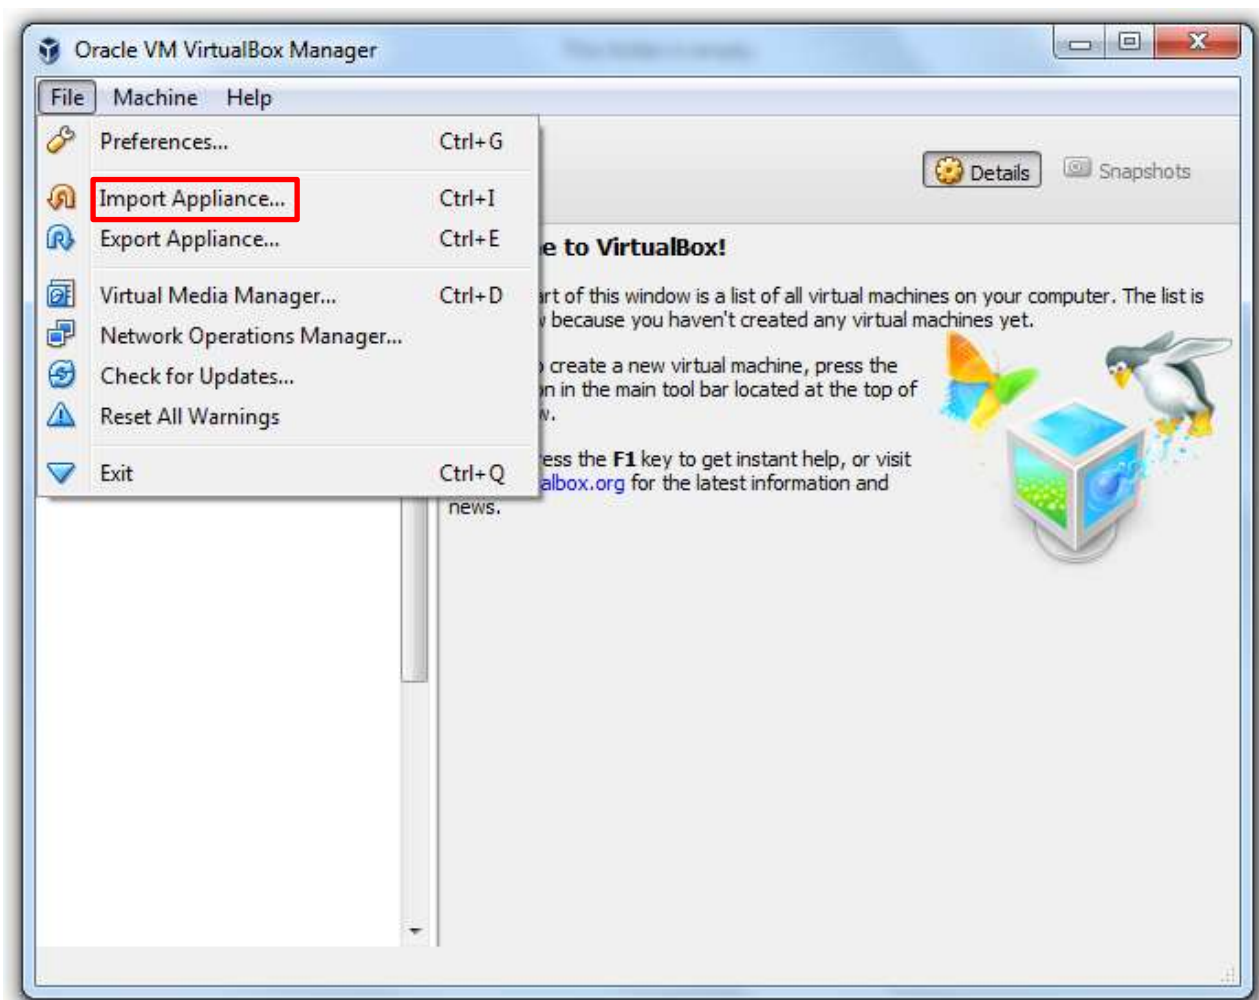 Oracle VM VirtualBox Manager
File Machine Help
Preferences... Ctrl+G
Import Appliance... Ctrl+I
Export Appliance... Ctrl+E
Virtual Media Manager... Ctrl+D
Network Operations Manager...
Check for Updates...
Reset All Warnings
Exit Ctrl+Q
Details Snapshots
e to VirtualBox!
art of this window is a list of all virtual machines on your computer. The list is
because you haven't created any virtual machines yet.
create a new virtual machine, press the
on in the main tool bar located at the top of
w.
ess the F1 key to get instant help, or visit
albox.org for the latest information and
news.